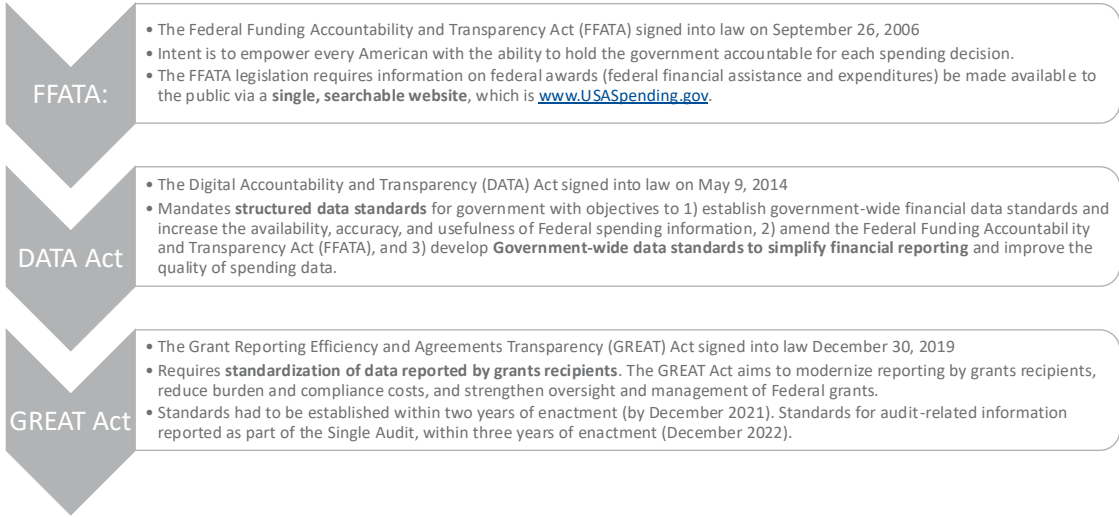 FFATA:
• The Federal Funding Accountability and Transparency Act (FFATA) signed into law on September 26, 2006
• Intent is to empower every American with the ability to hold the government accountable for each spending decision.
• The FFATA legislation requires information on federal awards (federal financial assistance and expenditures) be made available to
the public via a single, searchable website, which is www.USASpending.gov.
DATA Act
• The Digital Accountability and Transparency (DATA) Act signed into law on May 9, 2014
• Mandates structured data standards for government with objectives to 1) establish government-wide financial data standards and
increase the availability, accuracy, and usefulness of Federal spending information, 2) amend the Federal Funding Accountability
and Transparency Act (FFATA), and 3) develop Government-wide data standards to simplify financial reporting and improve the
quality of spending data.
GREAT Act
• The Grant Reporting Efficiency and Agreements Transparency (GREAT) Act signed into law December 30, 2019
• Requires standardization of data reported by grants recipients. The GREAT Act aims to modernize reporting by grants recipients,
reduce burden and compliance costs, and strengthen oversight and management of Federal grants.
• Standards had to be established within two years of enactment (by December 2021). Standards for audit-related information
reported as part of the Single Audit, within three years of enactment (December 2022).